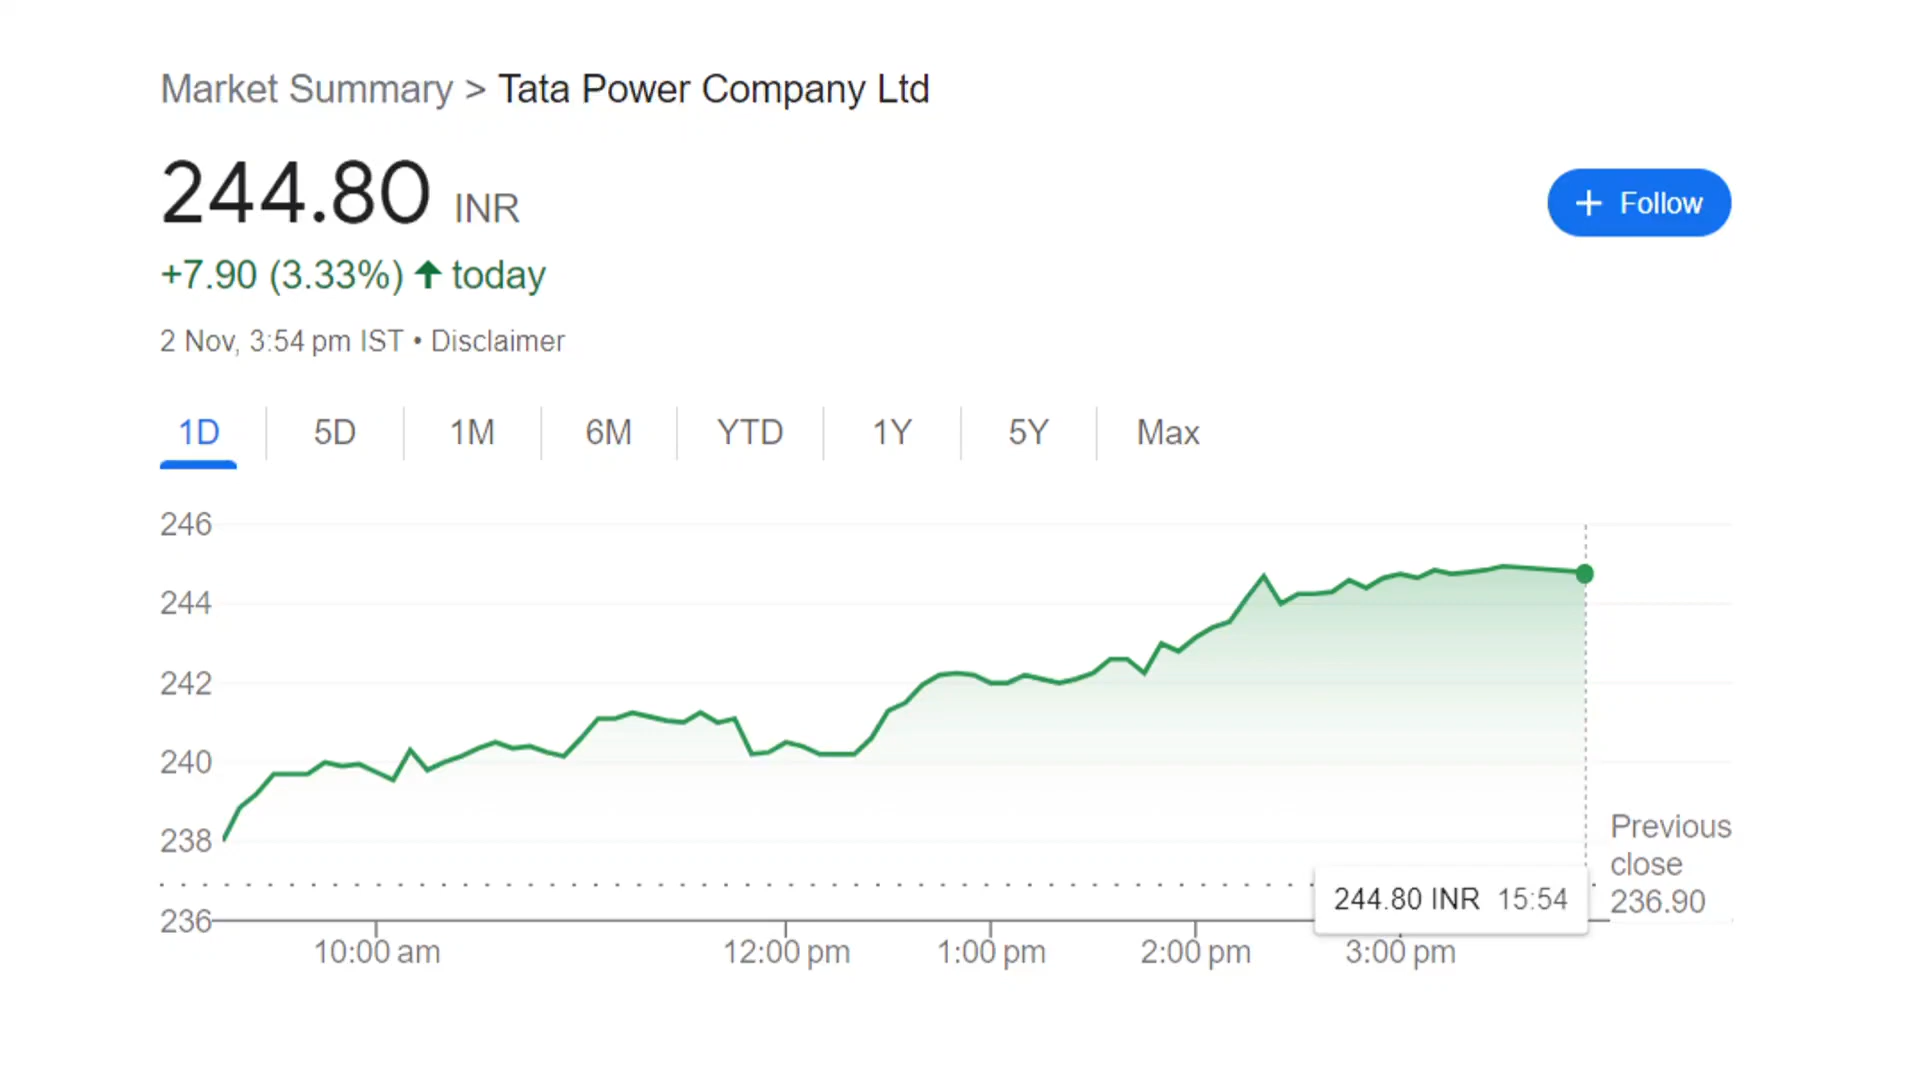 Market Summary > Tata Power Company Ltd
244.80 INR
+ Follow
+7.90 (3.33%) ↑ today
2 Nov, 3:54 pm IST • Disclaimer
1D 5D 1M 6M YTD 1Y 5Y Max
246
244
242
240
238
236
Previous
close
236.90
244.80 INR 15:54
10:00 am 12:00 pm 1:00 pm 2:00 pm 3:00 pm